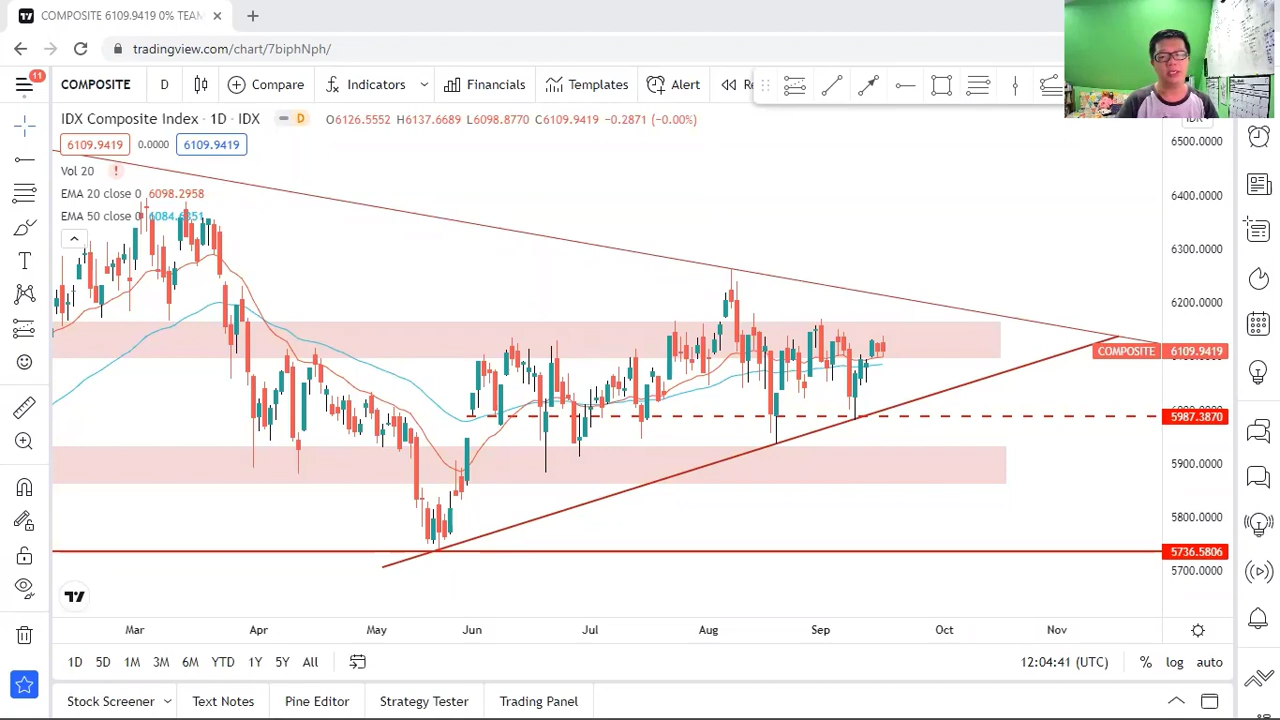 COMPOSITE 6109.9419 0% TEAM
tradingview.com/chart/7biphNph/
11
COMPOSITE D Compare Indicators Financials Templates Alert Re
IDX Composite Index · 1D · IDX D O6126.5552 H6137.6689 L6098.8770 C6109.9419 -0.2871 (-0.00%)
6109.9419 0.0000 6109.9419
Vol 20 !
EMA 20 close 0 6098.2958
EMA 50 close 0
6500.0000
6400.0000
6300.0000
6200.0000
COMPOSITE 6109.9419
5987.3870
5900.0000
5800.0000
5736.5806
5700.0000
Mar Apr May Jun Jul Aug Sep Oct Nov
1D 5D 1M 3M 6M YTD 1Y 5Y All 12:04:41 (UTC) % log auto
Stock Screener Text Notes Pine Editor Strategy Tester Trading Panel